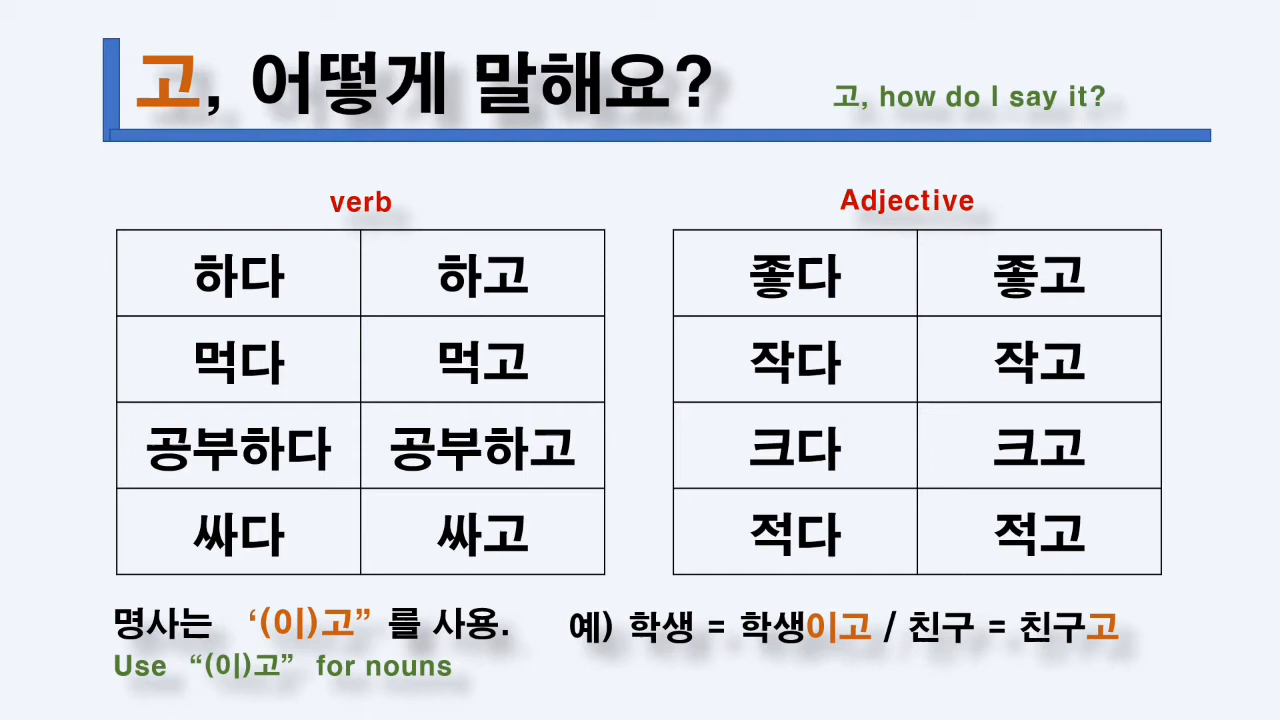 고, 어떻게 말해요?
고, how do I say it?
verb
Adjective
하다 하고
좋다 좋고
먹다 먹고
작다 작고
공부하다 공부하고
크다 크고
싸다 싸고
적다 적고
명사는 ‘(이)고” 를 사용.
예) 학생 = 학생이고 / 친구 = 친구고
Use “(이)고” for nouns